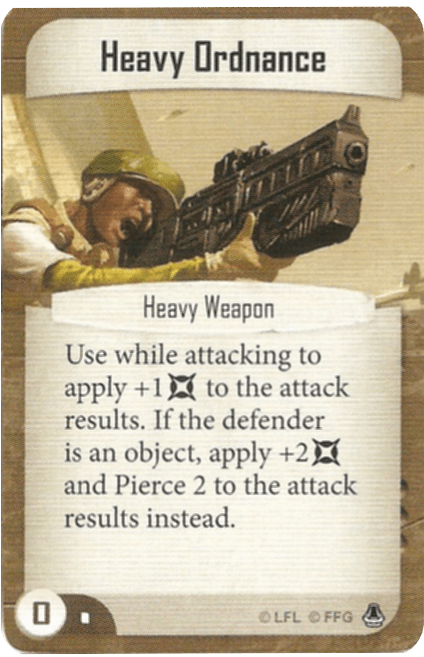 Heavy Ordnance
Heavy Weapon
Use while attacking to
apply +1 to the attack
results. If the defender
is an object, apply +2
and Pierce 2 to the attack
results instead.
0
© LFL © FFG